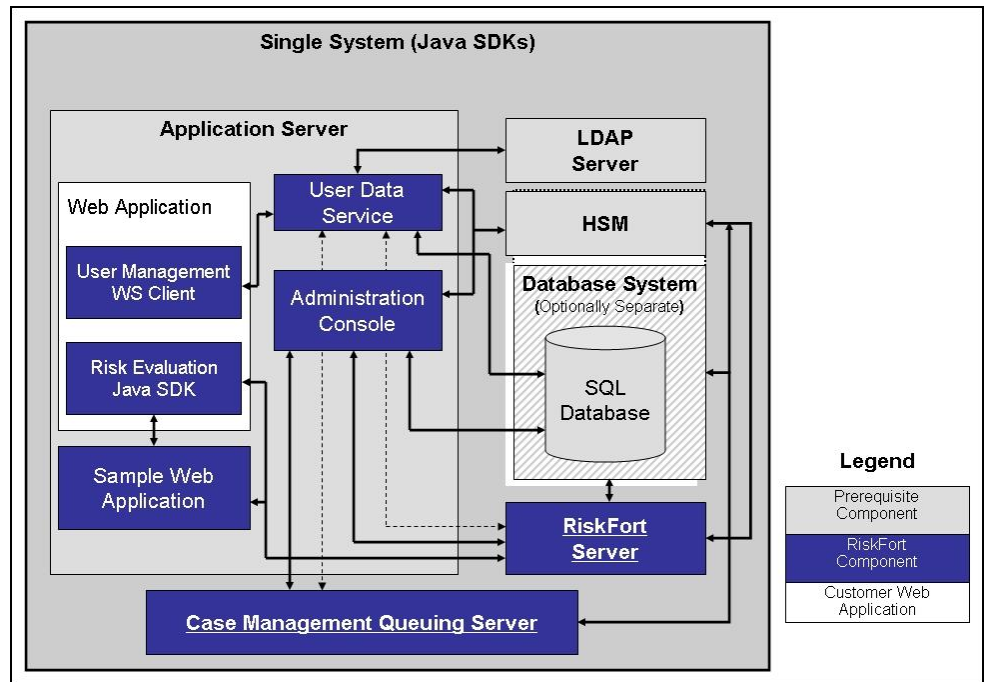 Single System (Java SDKs)
Application Server
Web Application
User Management
WS Client
Risk Evaluation
Java SDK
Sample Web
Application
User Data
Service
Administration
Console
LDAP
Server
HSM
Database System
(Optionally Separate)
SQL
Database
RiskFort
Server
Case Management Queuing Server
Legend
Prerequisite
Component
RiskFort
Component
Customer Web
Application